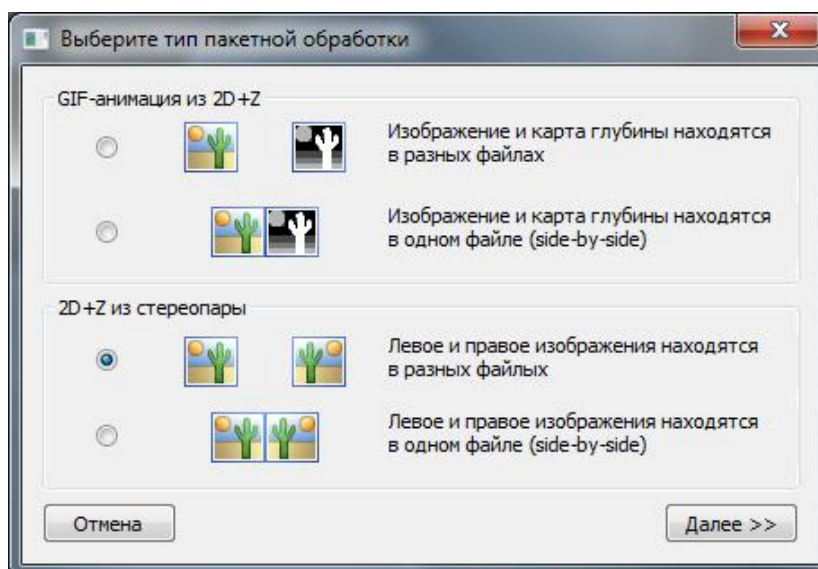 Выберите тип пакетной обработки
GIF-анимация из 2D+Z
Изображение и карта глубины находятся
в разных файлах
Изображение и карта глубины находятся
в одном файле (side-by-side)
2D+Z из стереопары
Левое и правое изображения находятся
в разных файлых
Левое и правое изображения находятся
в одном файле (side-by-side)
Отмена
Далее >>